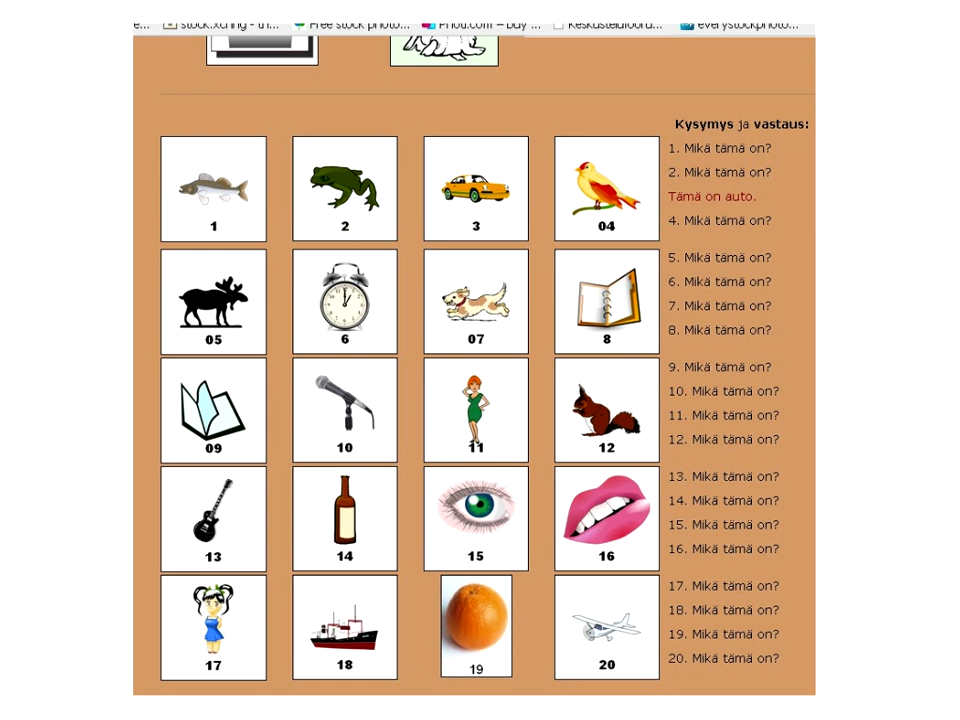 Kysymys ja vastaus:
1. Mikä tämä on?
2. Mikä tämä on?
Tämä on auto.
4. Mikä tämä on?
5. Mikä tämä on?
6. Mikä tämä on?
7. Mikä tämä on?
8. Mikä tämä on?
9. Mikä tämä on?
10. Mikä tämä on?
11. Mikä tämä on?
12. Mikä tämä on?
13. Mikä tämä on?
14. Mikä tämä on?
15. Mikä tämä on?
16. Mikä tämä on?
17. Mikä tämä on?
18. Mikä tämä on?
19. Mikä tämä on?
20. Mikä tämä on?
1 2 3 04
05 6 07 8
09 10 11 12
13 14 15 16
17 18 19 20